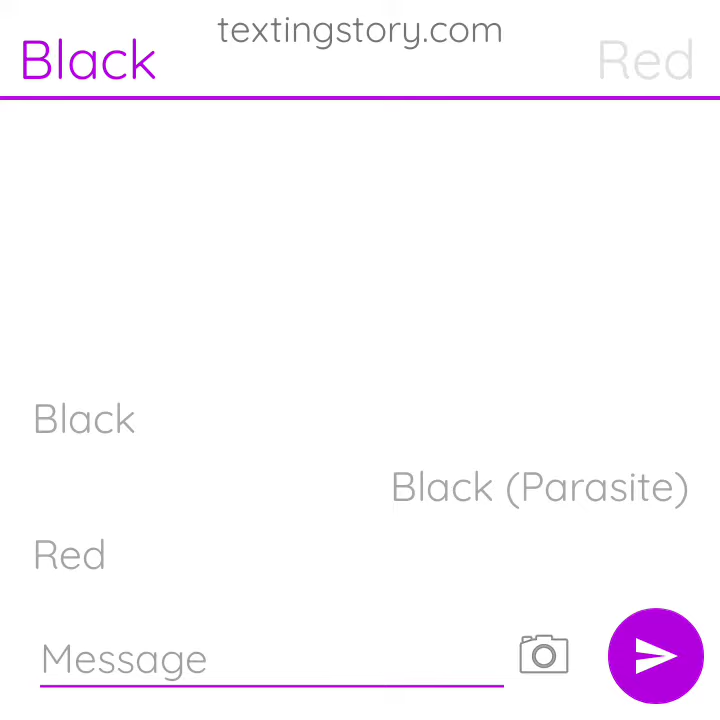 textingstory.com
Black
Red
Black
Black (Parasite)
Red
Message